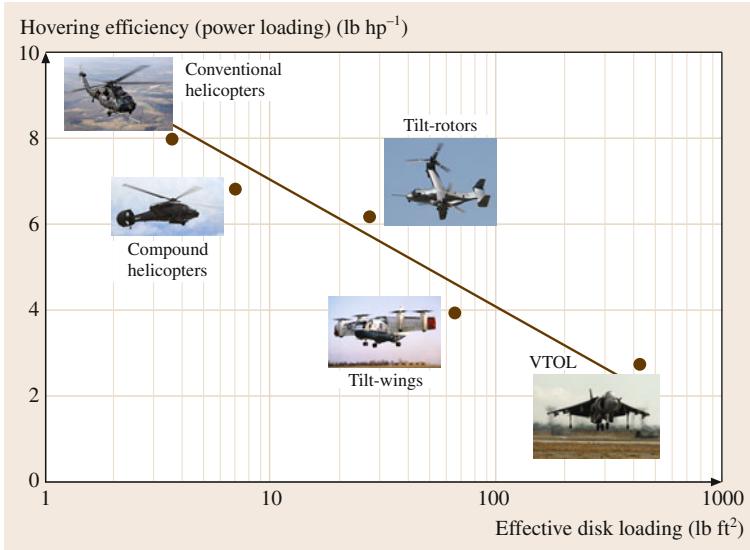 Hovering efficiency (power loading) (lb hp⁻¹)
10
8
6
4
2
0
Conventional
helicopters
Tilt-rotors
Compound
helicopters
Tilt-wings
VTOL
1
10
100
1000
Effective disk loading (lb ft²)